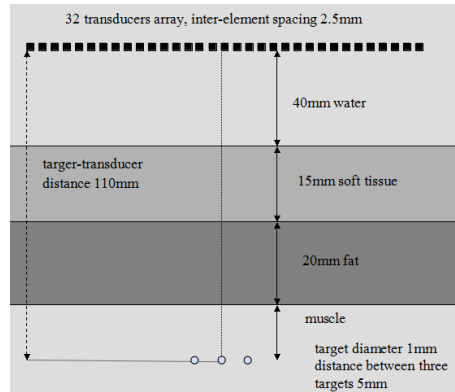 32 transducers array, inter-element spacing 2.5mm
40mm water
targer-transducer
distance 110mm
15mm soft tissue
20mm fat
muscle
target diameter 1mm
distance between three
targets 5mm